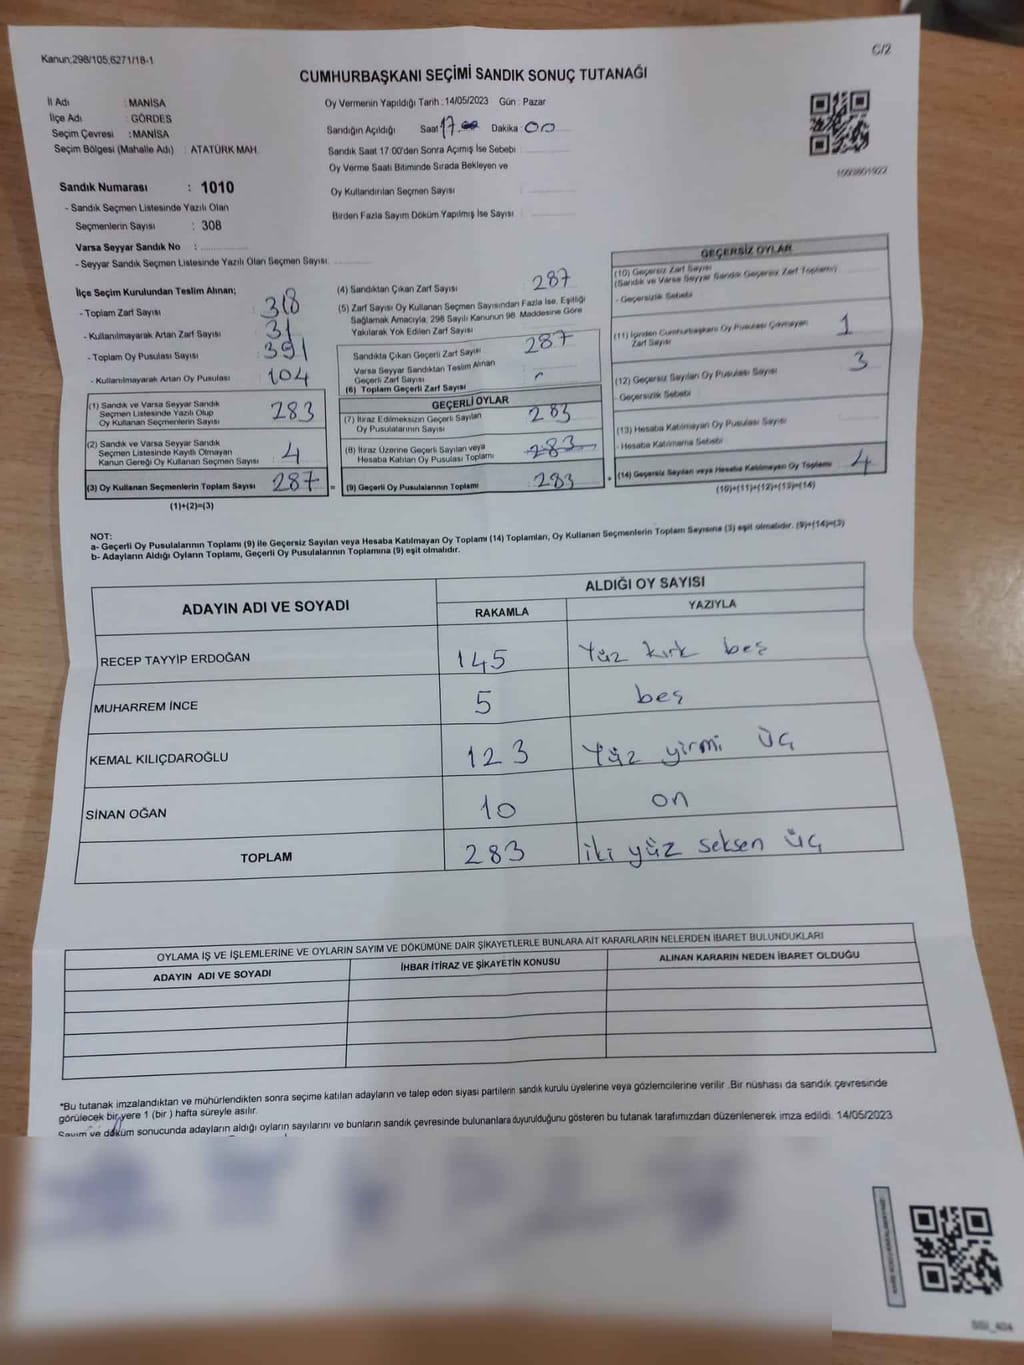 Kanun;298/105;6271/18-1
C/2
CUMHURBAŞKANI SEÇİMİ SANDIK SONUÇ TUTANAĞI
İl Adı : MANİSA
İlçe Adı : GÖRDES
Seçim Çevresi : MANİSA
Seçim Bölgesi (Mahalle Adı) : ATATÜRK MAH.
Sandık Numarası : 1010
- Sandık Seçmen Listesinde Yazılı Olan
Seçmenlerin Sayısı : 308
Varsa Seyyar Sandık No :
- Seyyar Sandık Seçmen Listesinde Yazılı Olan Seçmen Sayısı:
Oy Vermenin Yapıldığı Tarih : 14/05/2023 Gün : Pazar
Sandığın Açıldığı Saat 17.00 Dakika : 00
Sandık Saat 17:00'den Sonra Açımış İse Sebebi :
Oy Verme Saati Bitiminde Sırada Bekleyen ve
Oy Kullandırılan Seçmen Sayısı :
Birden Fazla Sayım Döküm Yapılmış İse Sayısı :
İlçe Seçim Kurulundan Teslim Alınan;
- Toplam Zarf Sayısı : 318
- Kullanılmayarak Artan Zarf Sayısı : 31
- Toplam Oy Pusulası Sayısı : 391
- Kullanılmayarak Artan Oy Pusulası : 104
(1) Sandık ve Varsa Seyyar Sandık
Seçmen Listesinde Yazılı Olup
Oy Kullanan Seçmenlerin Sayısı : 283
(2) Sandık ve Varsa Seyyar Sandık
Seçmen Listesinde Kayıtlı Olmayan
Kanun Gereği Oy Kullanan Seçmen Sayısı : 4
(3) Oy Kullanan Seçmenlerin Toplam Sayısı : 287 =
(1)+(2)=(3)
(4) Sandıktan Çıkan Zarf Sayısı : 287
(5) Zarf Sayısı Oy Kullanan Seçmen Sayısından Fazla İse, Eşitliği
Sağlamak Amacıyla, 298 Sayılı Kanunun 98. Maddesine Göre
Yakılarak Yok Edilen Zarf Sayısı :
Sandıkta Çıkan Geçerli Zarf Sayısı : 287
Varsa Seyyar Sandıktan Teslim Alınan
Geçerli Zarf Sayısı :
(6) Toplam Geçerli Zarf Sayısı
GEÇERLİ OYLAR
(7) İtiraz Edilmeksizin Geçerli Sayılan
Oy Pusulalarının Sayısı : 283
(8) İtiraz Üzerine Geçerli Sayılan veya
Hesaba Katılan Oy Pusulası Toplamı : 283
(9) Geçerli Oy Pusulalarının Toplamı : 283 +
GEÇERSİZ OYLAR
(10) Geçersiz Zarf Sayısı
(Sandık ve Varsa Seyyar Sandık Geçersiz Zarf Toplamı)
- Geçersizlik Sebebi
(11) İçinden Cumhurbaşkanı Oy Pusulası Çıkmayan
Zarf Sayısı : 1
(12) Geçersiz Sayılan Oy Pusulası Sayısı : 3
- Geçersizlik Sebebi
(13) Hesaba Katılmayan Oy Pusulası Sayısı :
- Hesaba Katılmama Sebebi
(14) Geçersiz Sayılan veya Hesaba Katılmayan Oy Toplamı : 4
(10)+(11)+(12)+(13)=(14)
NOT:
a- Geçerli Oy Pusulalarının Toplamı (9) ile Geçersiz Sayılan veya Hesaba Katılmayan Oy Toplamı (14) Toplamları, Oy Kullanan Seçmenlerin Toplam Sayısına (3) eşit olmalıdır. (9)+(14)=(3)
b- Adayların Aldığı Oyların Toplamı, Geçerli Oy Pusulalarının Toplamına (9) eşit olmalıdır.
ADAYIN ADI VE SOYADI
ALDIĞI OY SAYISI
RAKAMLA YAZIYLA
RECEP TAYYİP ERDOĞAN 145 Yüz kırk beş
MUHARREM İNCE 5 beş
KEMAL KILIÇDAROĞLU 123 Yüz yirmi üç
SİNAN OĞAN 10 on
TOPLAM 283 iki yüz seksen üç
OYLAMA İŞ VE İŞLEMLERİNE VE OYLARIN SAYIM VE DÖKÜMÜNE DAİR ŞİKAYETLERLE BUNLARA AİT KARARLARIN NELERDEN İBARET BULUNDUKLARI
ADAYIN ADI VE SOYADI İHBAR İTİRAZ VE ŞİKAYETİN KONUSU ALINAN KARARIN NEDEN İBARET OLDUĞU
*Bu tutanak imzalandıktan ve mühürlendikten sonra seçime katılan adayların ve talep eden siyasi partilerin sandık kurulu üyelerine veya gözlemcilerine verilir .Bir nüshası da sandık çevresinde
görülecek bir yere 1 (bir ) hafta süreyle asılır.
Sayım ve döküm sonucunda adayların aldığı oyların sayılarını ve bunların sandık çevresinde bulunanlara duyurulduğunu gösteren bu tutanak tarafımızdan düzenlenerek imza edildi. 14/05/2023